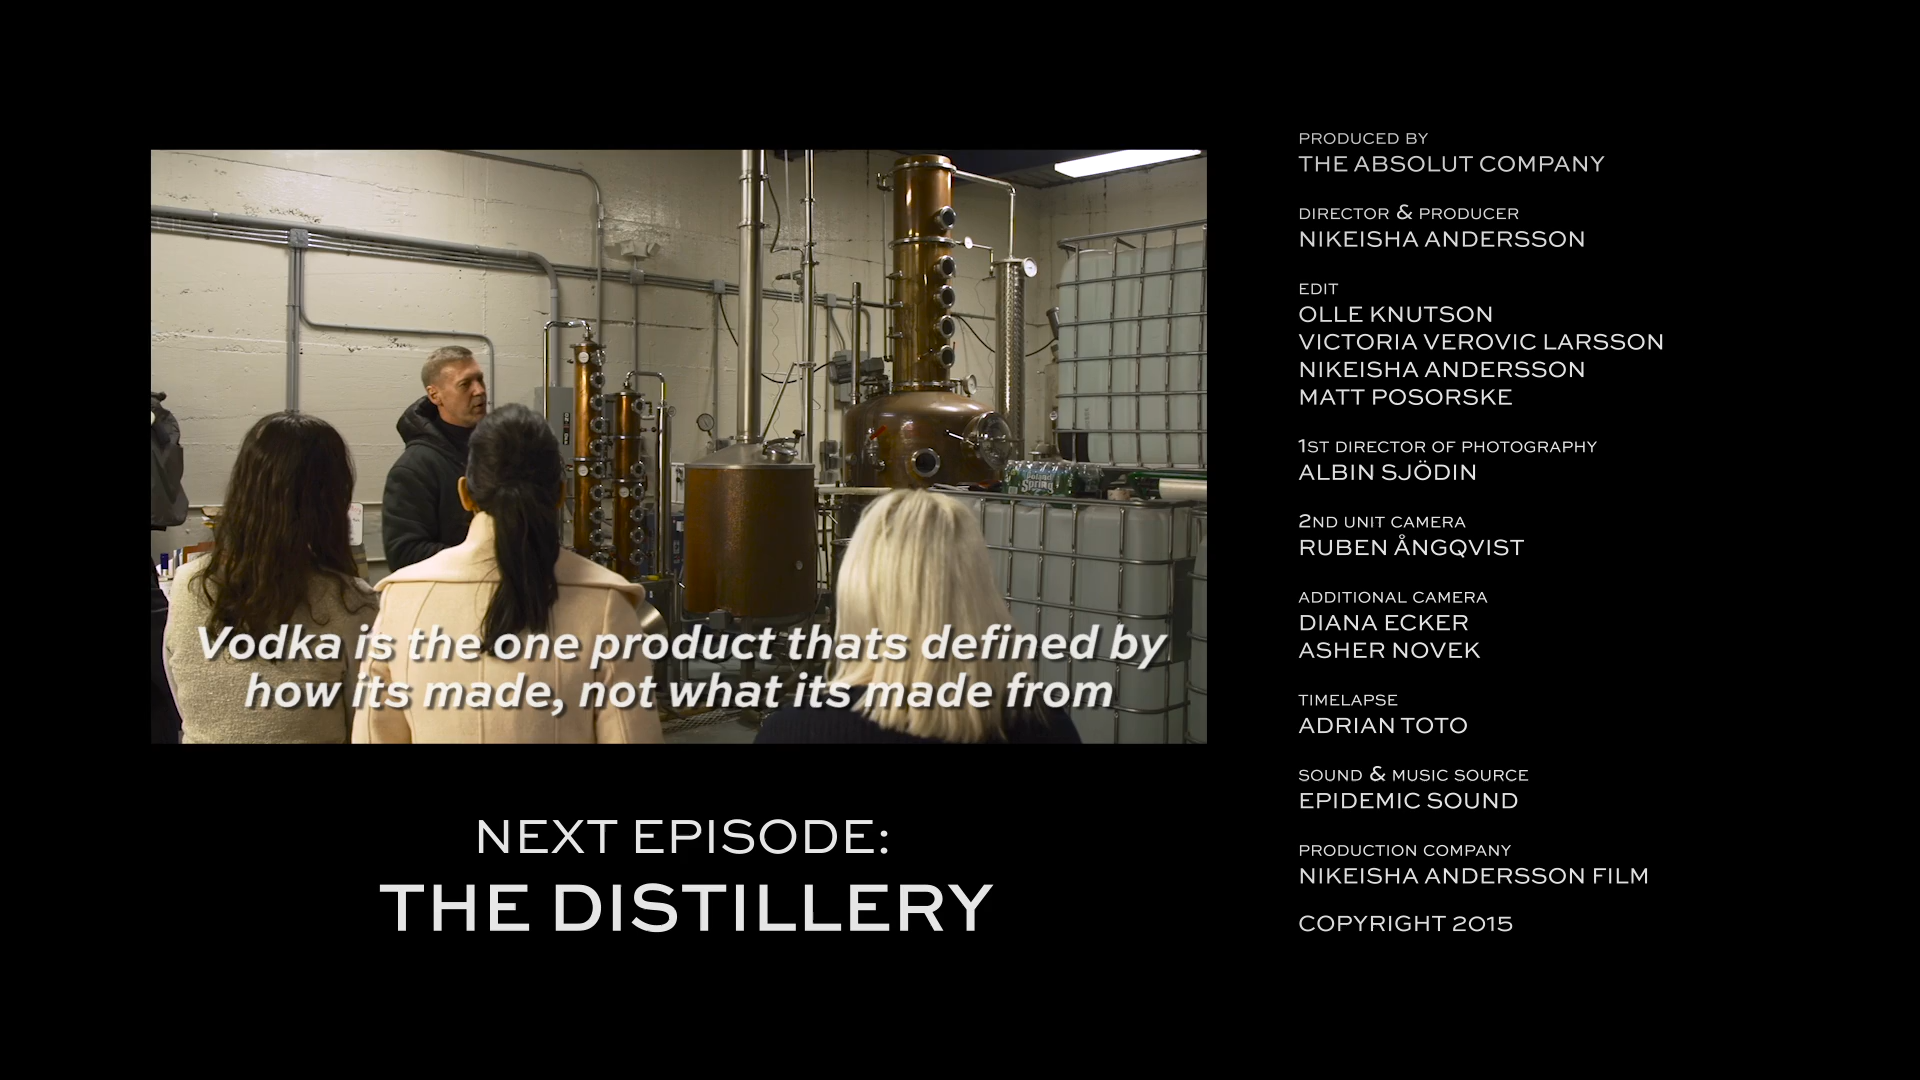 Poland
Spring
Vodka is the one product thats defined by
how its made, not what its made from
NEXT EPISODE:
THE DISTILLERY
PRODUCED BY
THE ABSOLUT COMPANY
DIRECTOR & PRODUCER
NIKEISHA ANDERSSON
EDIT
OLLE KNUTSON
VICTORIA VEROVIC LARSSON
NIKEISHA ANDERSSON
MATT POSORSKE
1ST DIRECTOR OF PHOTOGRAPHY
ALBIN SJÖDIN
2ND UNIT CAMERA
RUBEN ÅNGQVIST
ADDITIONAL CAMERA
DIANA ECKER
ASHER NOVEK
TIMELAPSE
ADRIAN TOTO
SOUND & MUSIC SOURCE
EPIDEMIC SOUND
PRODUCTION COMPANY
NIKEISHA ANDERSSON FILM
COPYRIGHT 2015